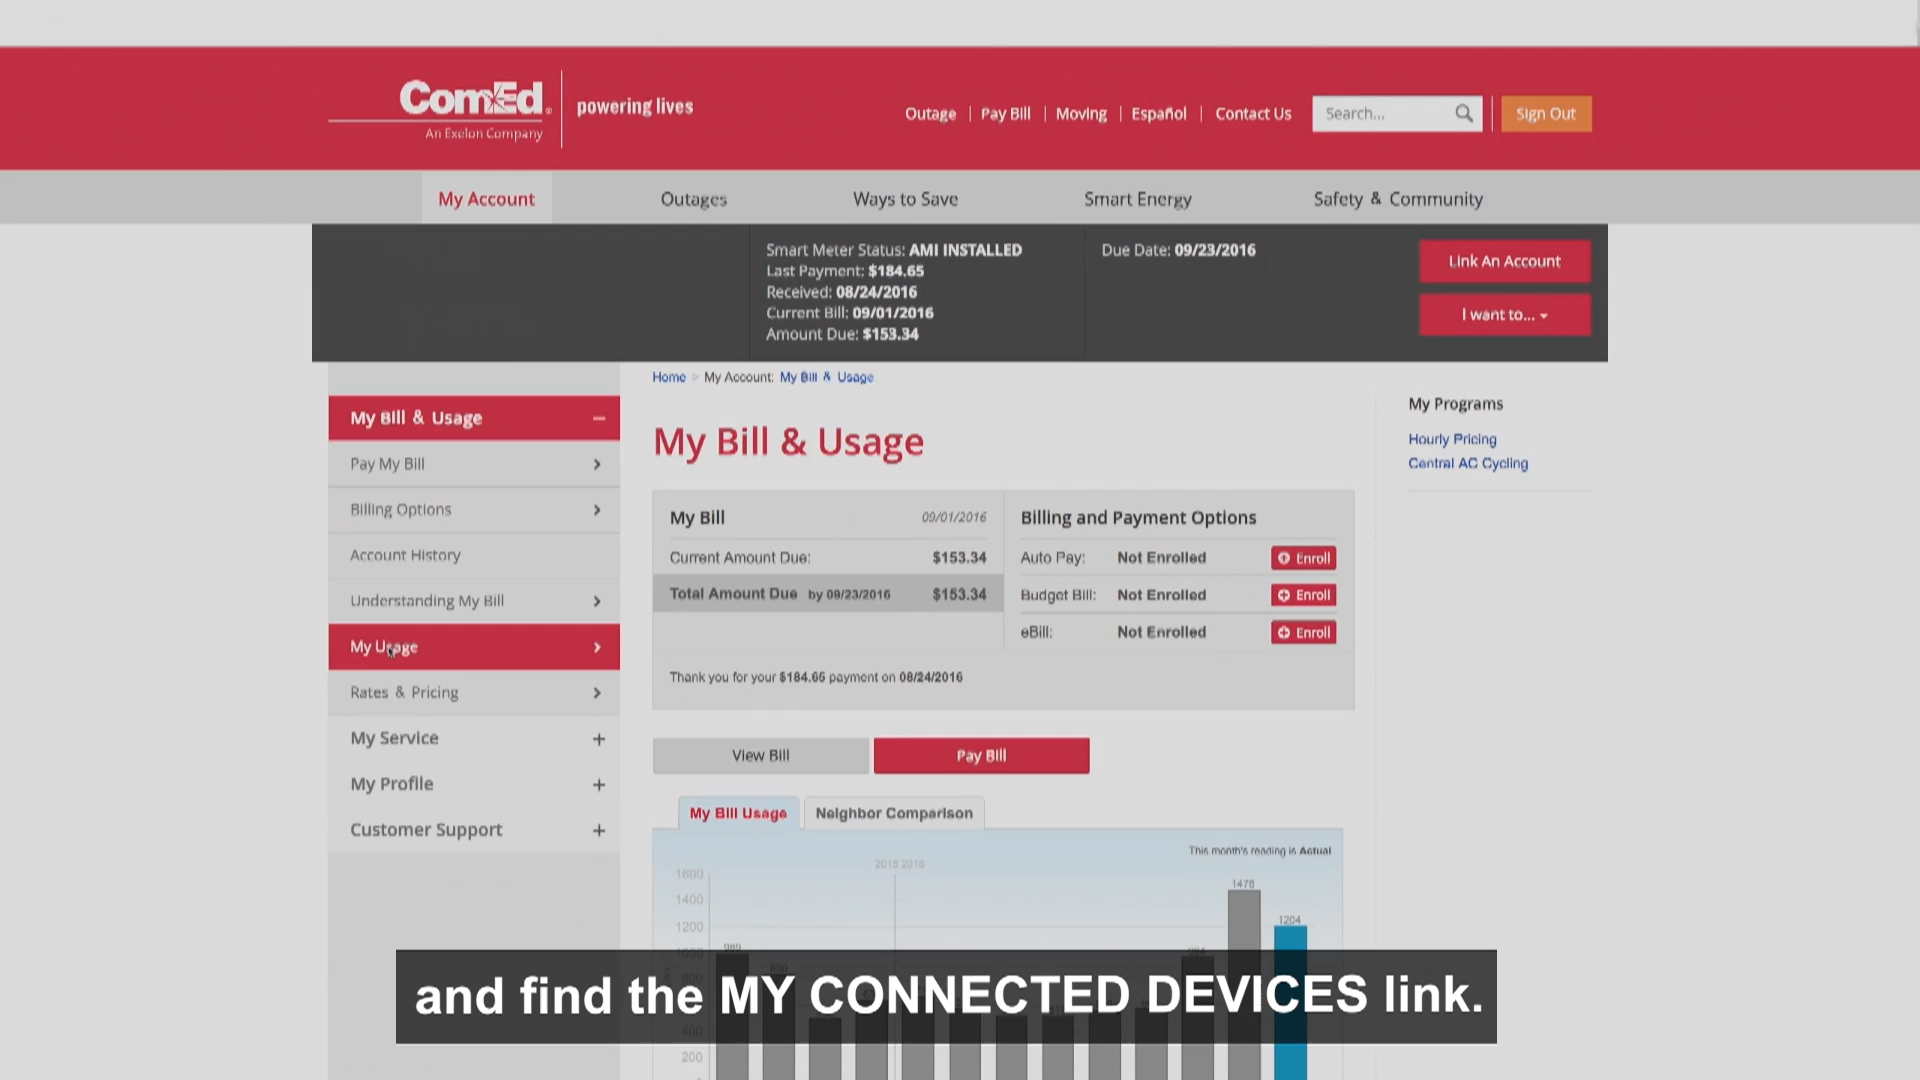 ComEd
An Exelon Company
powering lives
Outage
Pay Bill
Moving
Español
Contact Us
Search...
Sign Out
My Account
Outages
Ways to Save
Smart Energy
Safety & Community
Smart Meter Status: AMI INSTALLED
Last Payment: $184.65
Received: 08/24/2016
Current Bill: 09/01/2016
Amount Due: $153.34
Due Date: 09/23/2016
Link An Account
I want to...
My Bill & Usage
Pay My Bill
Billing Options
Account History
Understanding My Bill
My Usage
Rates & Pricing
My Service
My Profile
Customer Support
Home > My Account: My Bill & Usage
My Bill & Usage
My Bill 09/01/2016
Current Amount Due: $153.34
Total Amount Due by 09/23/2016 $153.34
Billing and Payment Options
Auto Pay: Not Enrolled Enroll
Budget Bill: Not Enrolled Enroll
eBill: Not Enrolled Enroll
Thank you for your $184.65 payment on 08/24/2016
View Bill
Pay Bill
My Bill Usage
Neighbor Comparison
This month's reading is Actual
2015 2016
1600
1400
1200
1000
800
400
200
989
1478
1204
My Programs
Hourly Pricing
Central AC Cycling
and find the MY CONNECTED DEVICES link.